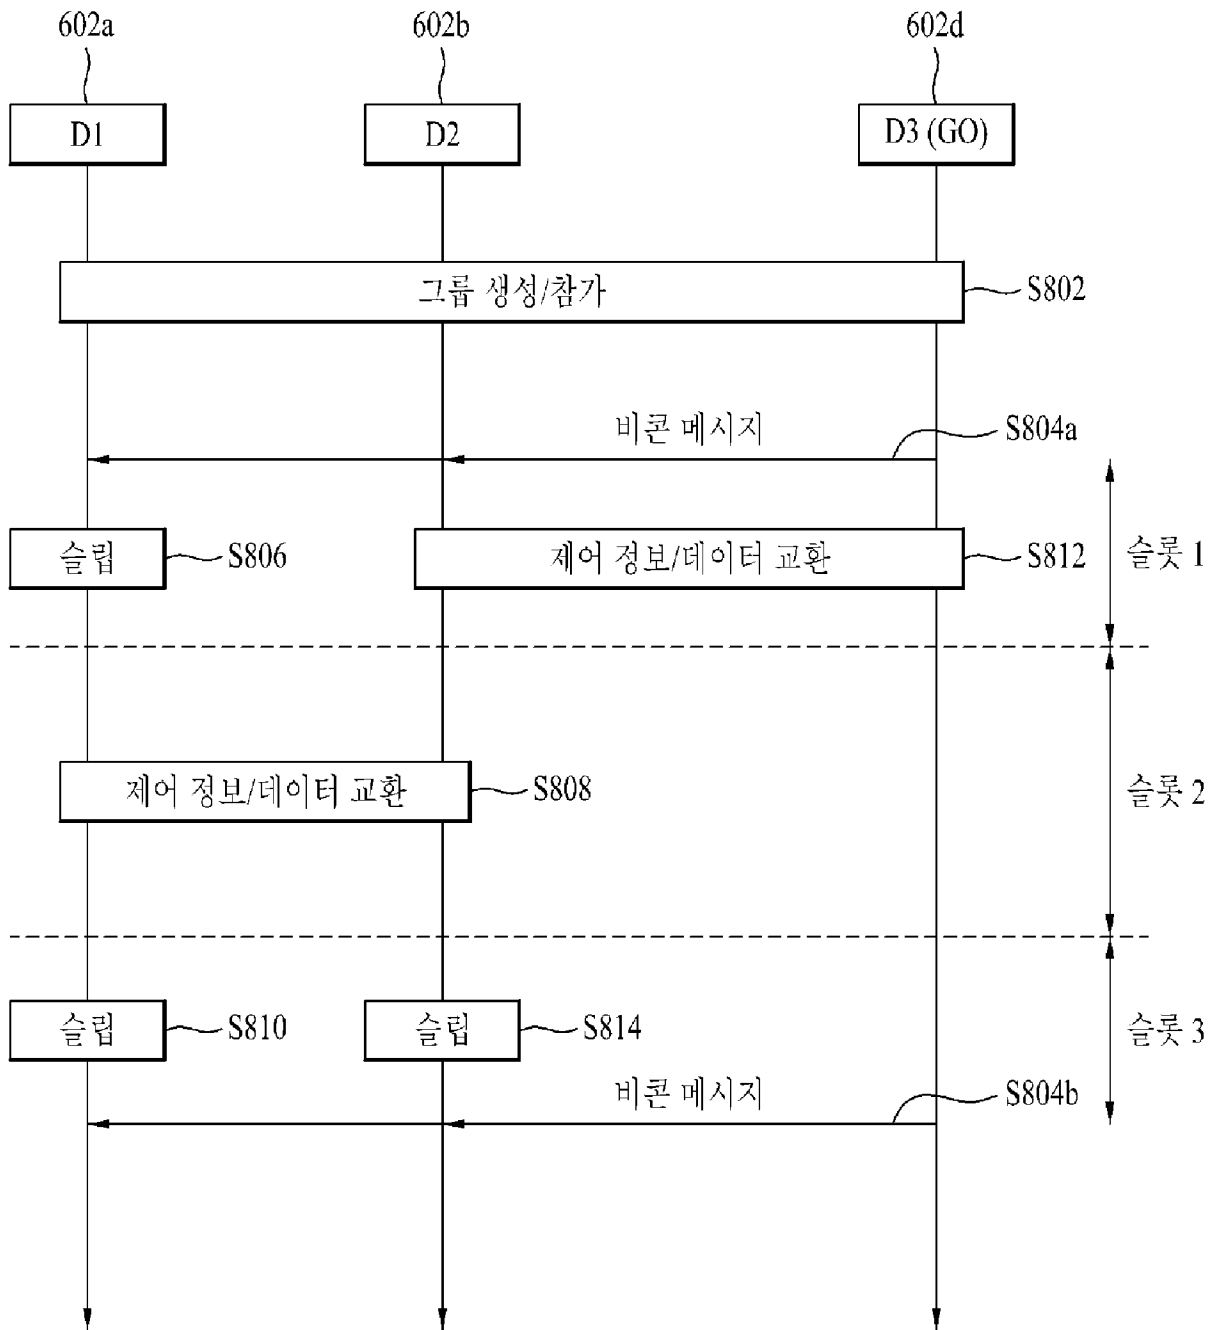 602a
602b
602d
D1
D2
D3 (GO)
그룹 생성/참가
S802
비콘 메시지
S804a
슬립
S806
제어 정보/데이터 교환
S812
슬롯 1
제어 정보/데이터 교환
S808
슬롯 2
슬립
S810
슬립
S814
슬롯 3
비콘 메시지
S804b